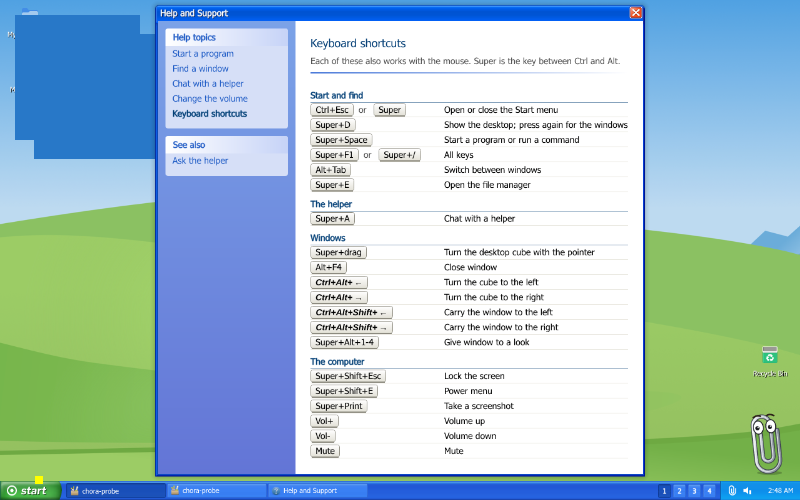 Help and Support
Help topics
Start a program
Find a window
Chat with a helper
Change the volume
Keyboard shortcuts
See also
Ask the helper
Keyboard shortcuts
Each of these also works with the mouse. Super is the key between Ctrl and Alt.
Start and find
Ctrl+Esc or Super Open or close the Start menu
Super+D Show the desktop; press again for the windows
Super+Space Start a program or run a command
Super+F1 or Super+/ All keys
Alt+Tab Switch between windows
Super+E Open the file manager
The helper
Super+A Chat with a helper
Windows
Super+drag Turn the desktop cube with the pointer
Alt+F4 Close window
Ctrl+Alt+ ← Turn the cube to the left
Ctrl+Alt+ → Turn the cube to the right
Ctrl+Alt+Shift+ ← Carry the window to the left
Ctrl+Alt+Shift+ → Carry the window to the right
Super+Alt+1-4 Give window to a look
The computer
Super+Shift+Esc Lock the screen
Super+Shift+E Power menu
Super+Print Take a screenshot
Vol+ Volume up
Vol- Volume down
Mute Mute
Recycle Bin
start chora-probe chora-probe Help and Support 1 2 3 4 2:48 AM